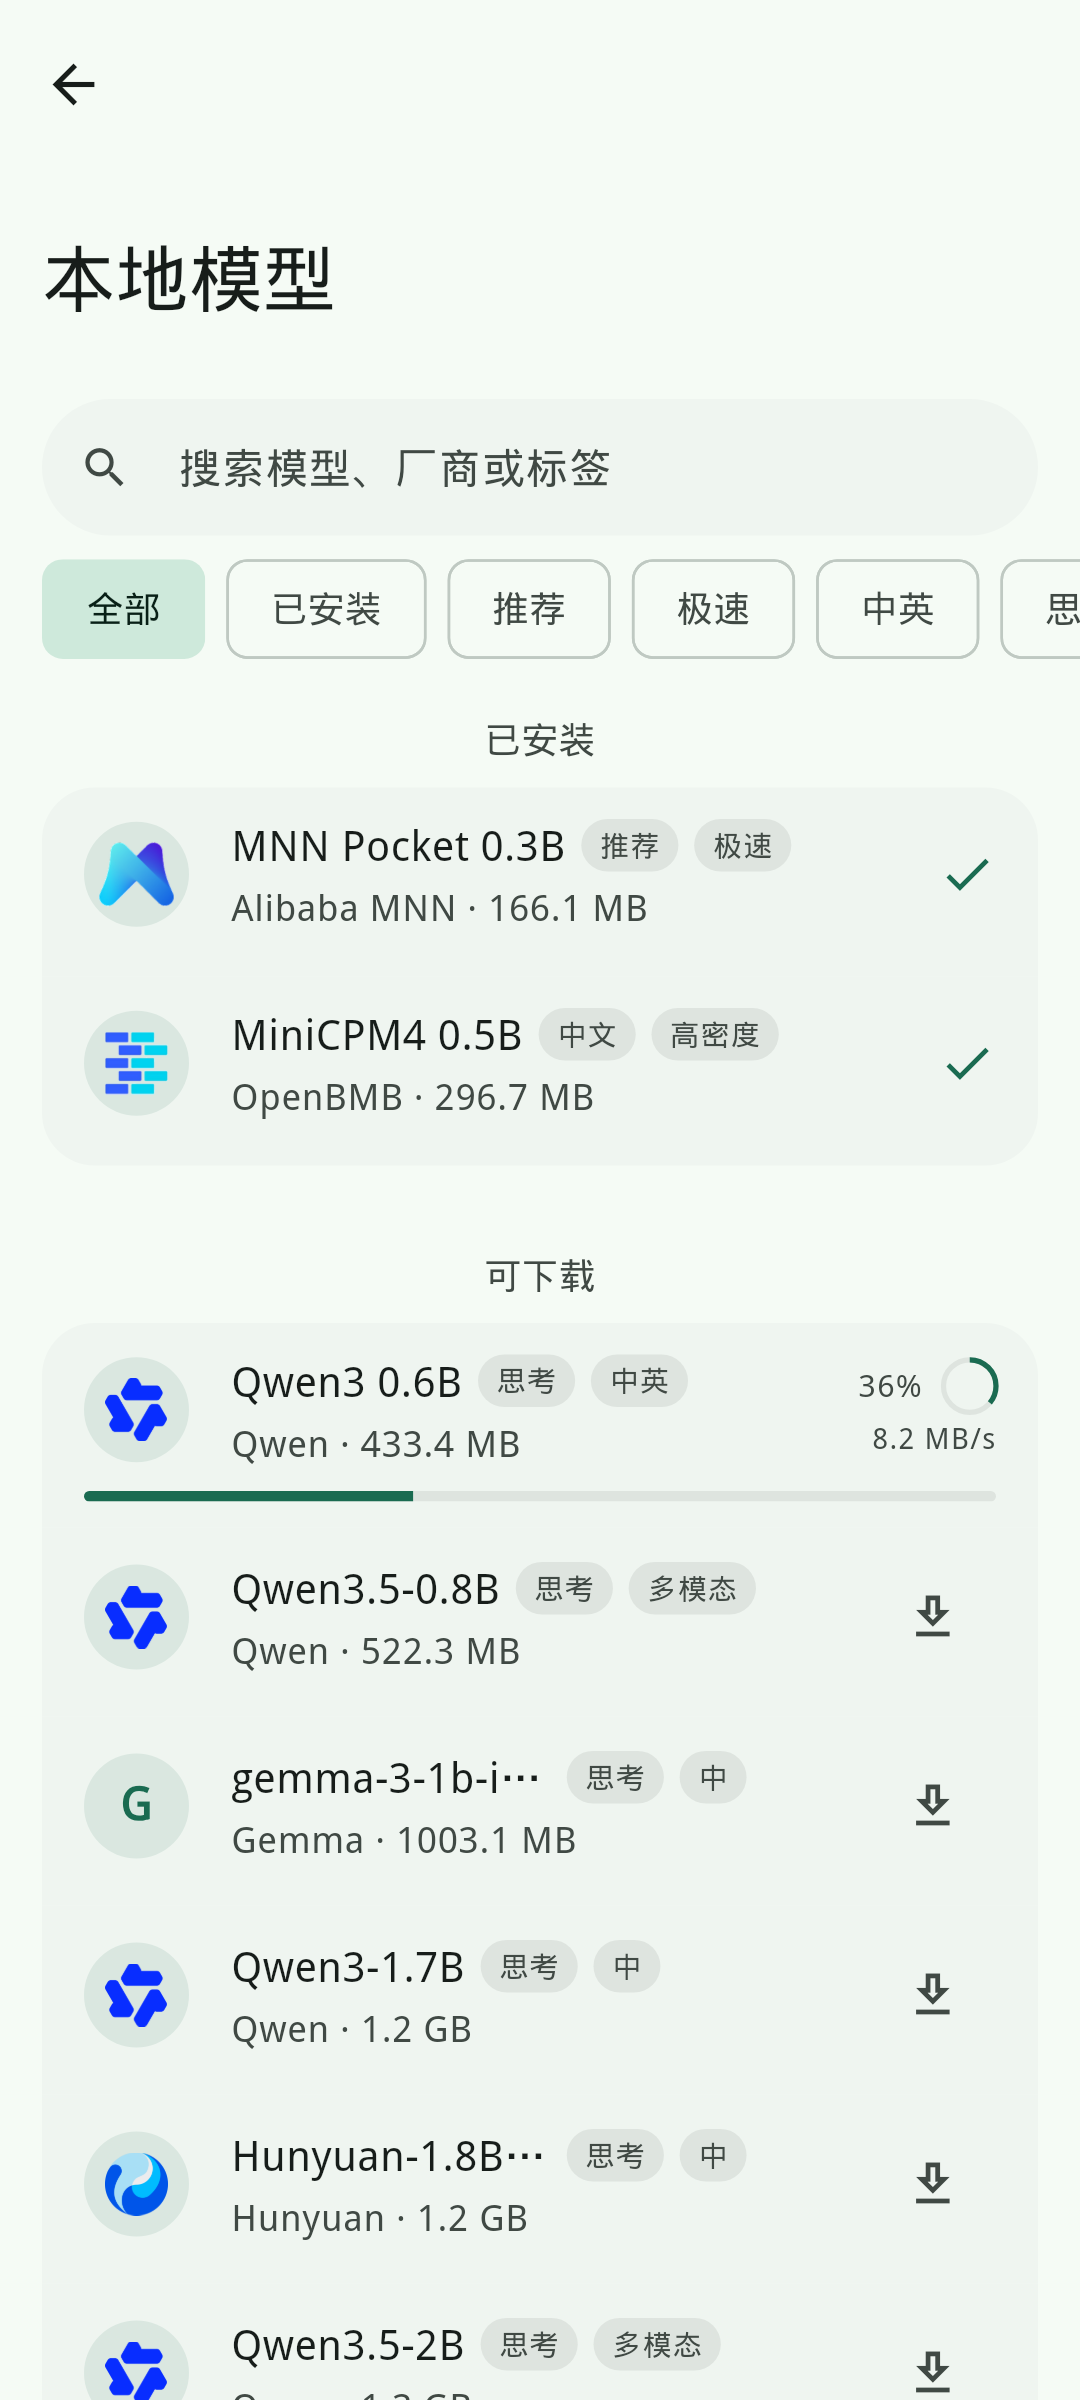 本地模型
搜索模型、厂商或标签
全部 已安装 推荐 极速 中英 思
已安装
MNN Pocket 0.3B 推荐 极速
Alibaba MNN · 166.1 MB
MiniCPM4 0.5B 中文 高密度
OpenBMB · 296.7 MB
可下载
Qwen3 0.6B 思考 中英 36%
Qwen · 433.4 MB 8.2 MB/s
Qwen3.5-0.8B 思考 多模态
Qwen · 522.3 MB
G
gemma-3-1b-i… 思考 中
Gemma · 1003.1 MB
Qwen3-1.7B 思考 中
Qwen · 1.2 GB
Hunyuan-1.8B… 思考 中
Hunyuan · 1.2 GB
Qwen3.5-2B 思考 多模态